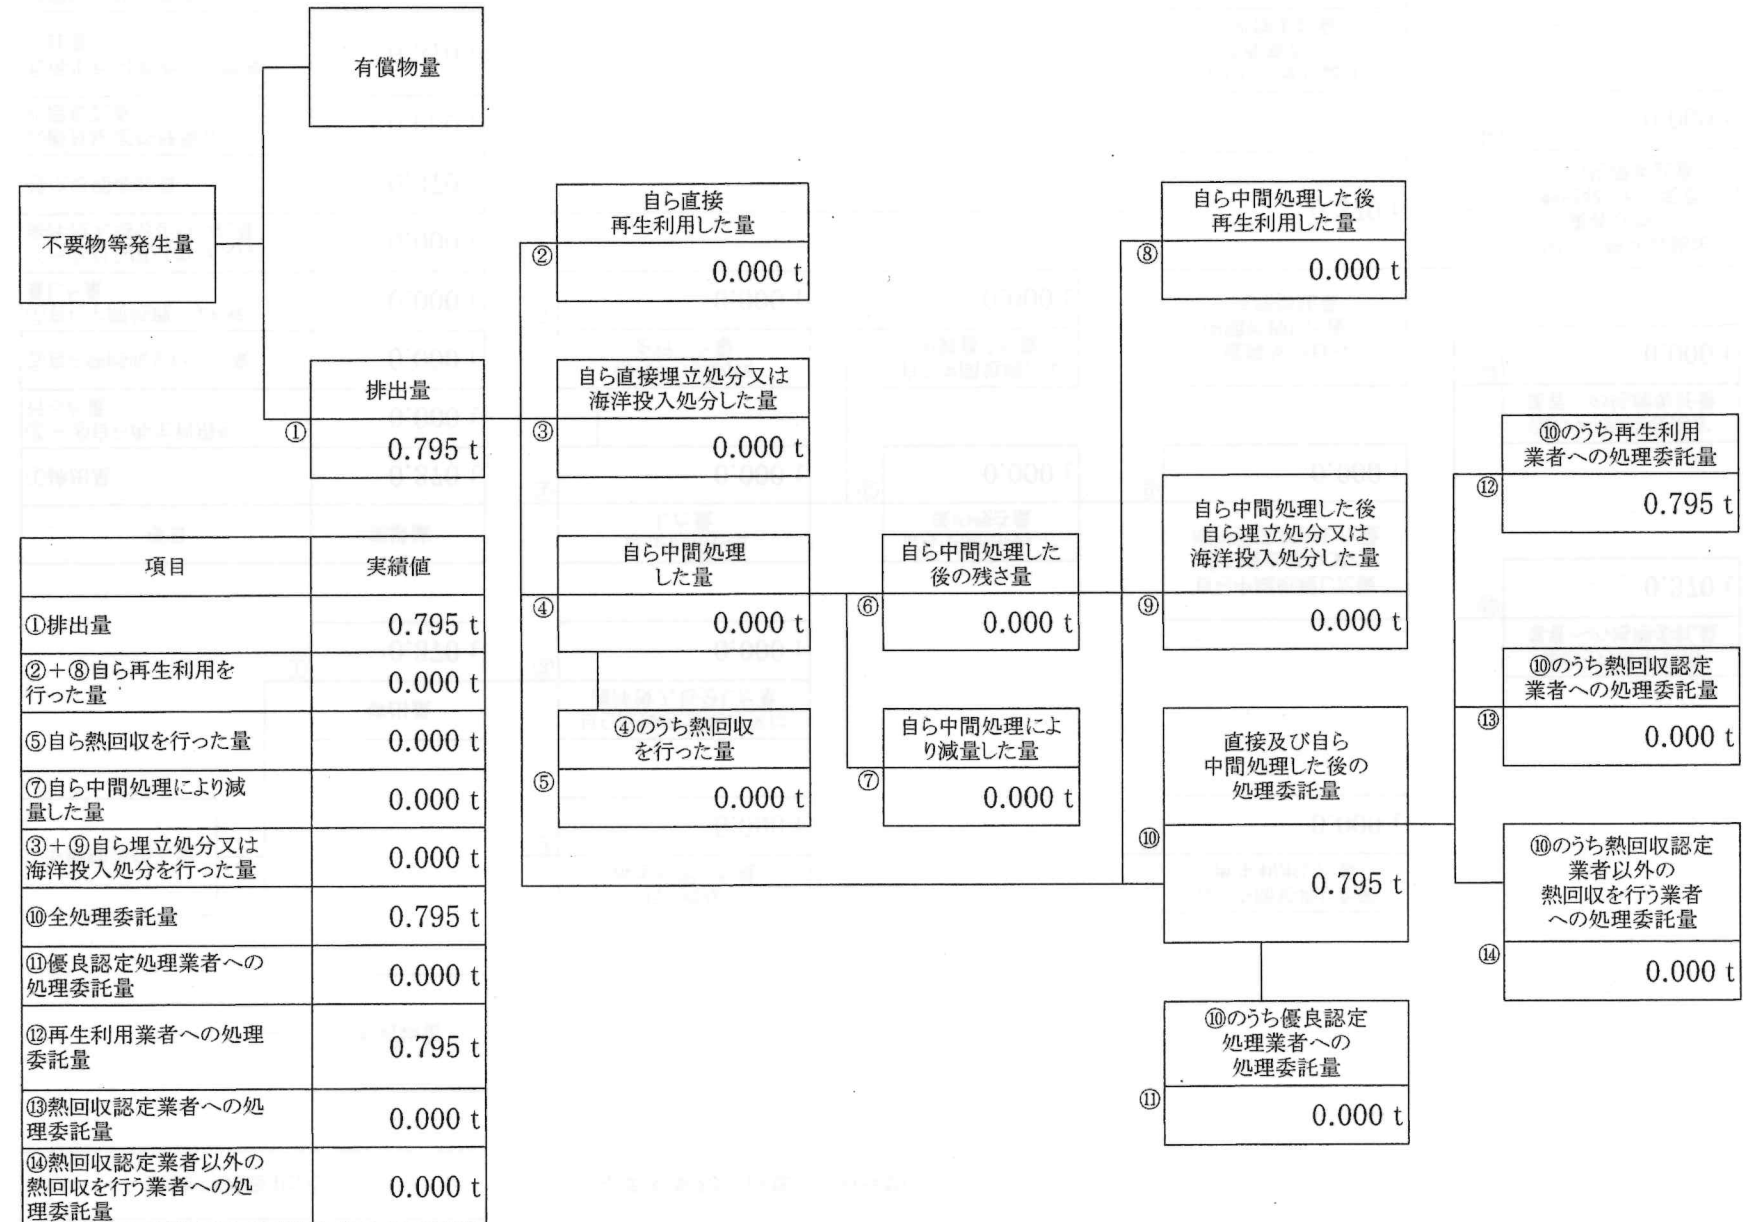 有償物量
不要物等発生量
排出量
①
0.795 t
自ら直接
再生利用した量
②
0.000 t
自ら直接埋立処分又は
海洋投入処分した量
③
0.000 t
自ら中間処理
した量
④
0.000 t
④のうち熱回収
を行った量
⑤
0.000 t
自ら中間処理した
後の残さ量
⑥
0.000 t
自ら中間処理によ
り減量した量
⑦
0.000 t
自ら中間処理した後
再生利用した量
⑧
0.000 t
自ら中間処理した後
自ら埋立処分又は
海洋投入処分した量
⑨
0.000 t
直接及び自ら
中間処理した後の
処理委託量
⑩
0.795 t
⑩のうち優良認定
処理業者への
処理委託量
⑪
0.000 t
⑩のうち再生利用
業者への処理委託量
⑫
0.795 t
⑩のうち熱回収認定
業者への処理委託量
⑬
0.000 t
⑩のうち熱回収認定
業者以外の
熱回収を行う業者
への処理委託量
⑭
0.000 t
項目 実績値
①排出量 0.795 t
②+⑧自ら再生利用を
行った量 0.000 t
⑤自ら熱回収を行った量 0.000 t
⑦自ら中間処理により減
量した量 0.000 t
③+⑨自ら埋立処分又は
海洋投入処分を行った量 0.000 t
⑩全処理委託量 0.795 t
⑪優良認定処理業者への
処理委託量 0.000 t
⑫再生利用業者への処理
委託量 0.795 t
⑬熱回収認定業者への処
理委託量 0.000 t
⑭熱回収認定業者以外の
熱回収を行う業者への処
理委託量 0.000 t